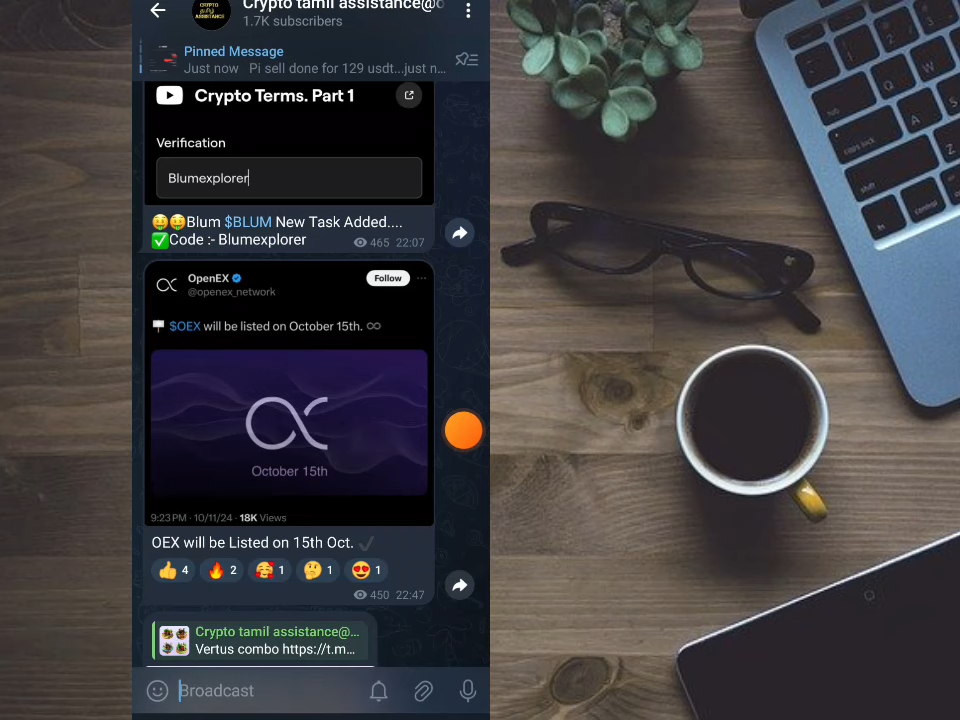 Crypto tamil assistance@
1.7K subscribers
CRYPTO
ASSISTANCE
Pinned Message
Just now Pi sell done for 129 usdt...just n...
Crypto Terms. Part 1
Verification
Blumexplorer
🤑🤑Blum $BLUM New Task Added....
✅Code :- Blumexplorer
465 22:07
OpenEX
Follow
@openex_network
$OEX will be listed on October 15th.
October 15th
9:23 PM · 10/11/24 · 18K Views
OEX will be Listed on 15th Oct. ✔
👍 4 🔥 2 🥰 1 🤔 1 😍 1
450 22:47
Crypto tamil assistance@...
Vertus combo https://t.m...
Broadcast